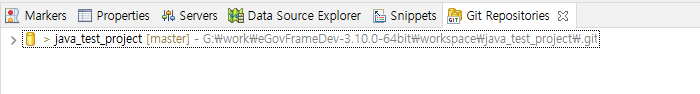 Markers Properties Servers Data Source Explorer Snippets Git Repositories
> java_test_project [master] - G:₩work₩eGovFrameDev-3.10.0-64bit₩workspace₩java_test_project₩.git